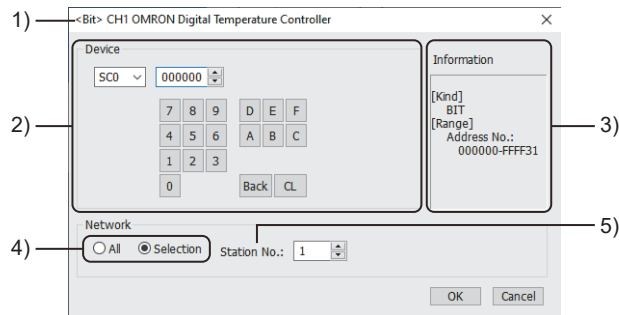 1)
<Bit> CH1 OMRON Digital Temperature Controller
Device
SC0 000000
7 8 9 D E F
4 5 6 A B C
1 2 3
0 Back CL
2)
Information
[Kind]
BIT
[Range]
Address No.:
000000-FFFF31
3)
Network
4)
All Selection Station No.: 1
5)
OK Cancel